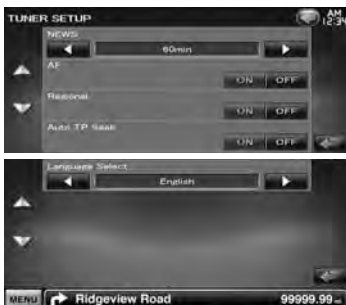 TUNER SETUP
AM
12:34
NEWS
60min
AF
ON OFF
Regional
ON OFF
Auto TP Seek
ON OFF
Language Select
English
MENU Ridgeview Road 99999.99